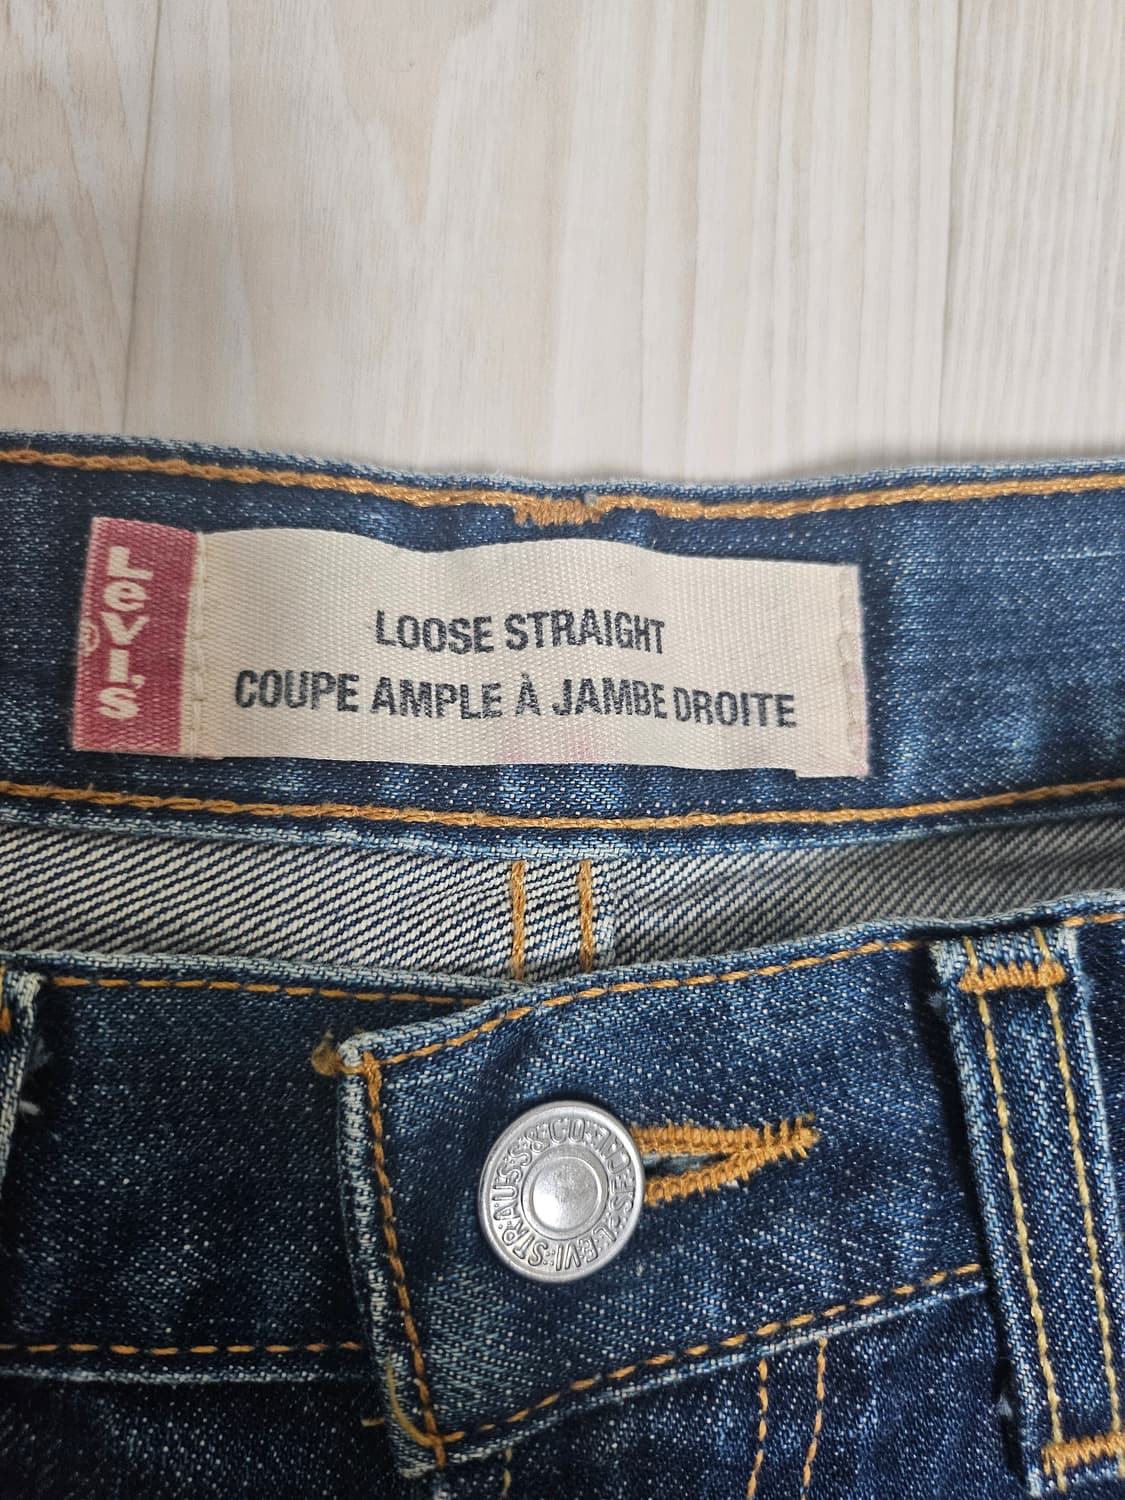 Levi's
®
LOOSE STRAIGHT
COUPE AMPLE À JAMBE DROITE
LEVI STRAUSS & CO